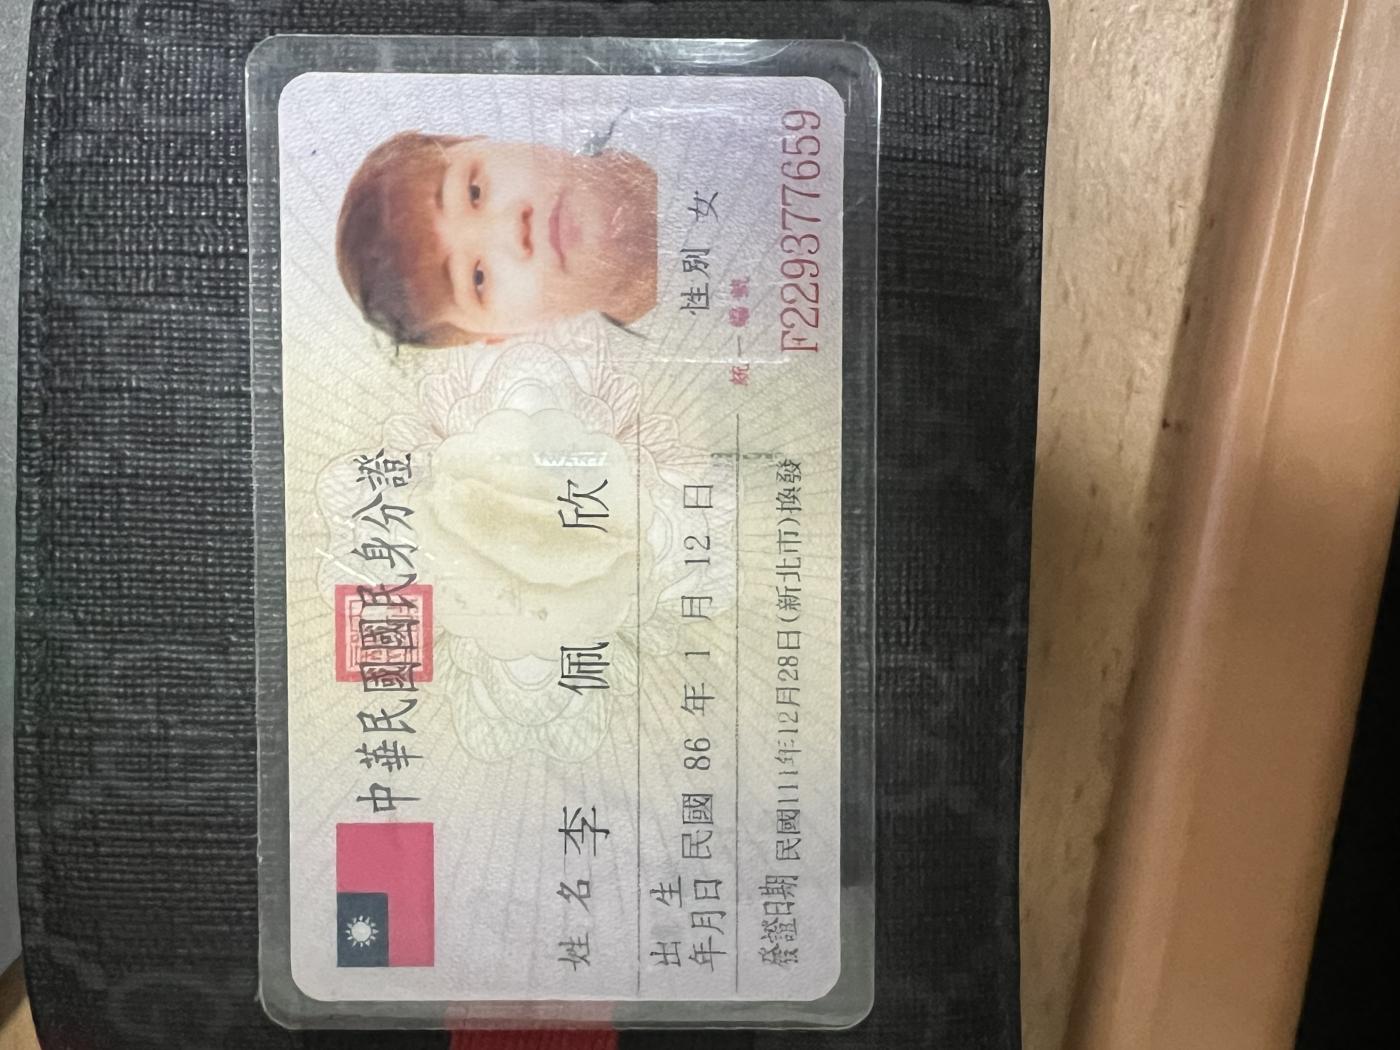 中華民國國民身分證
姓名 李佩欣
出生年月日 民國 86 年 1 月 12 日
性別 女
發證日期 民國111年12月28日(新北市)換發
統一編號
F229377659